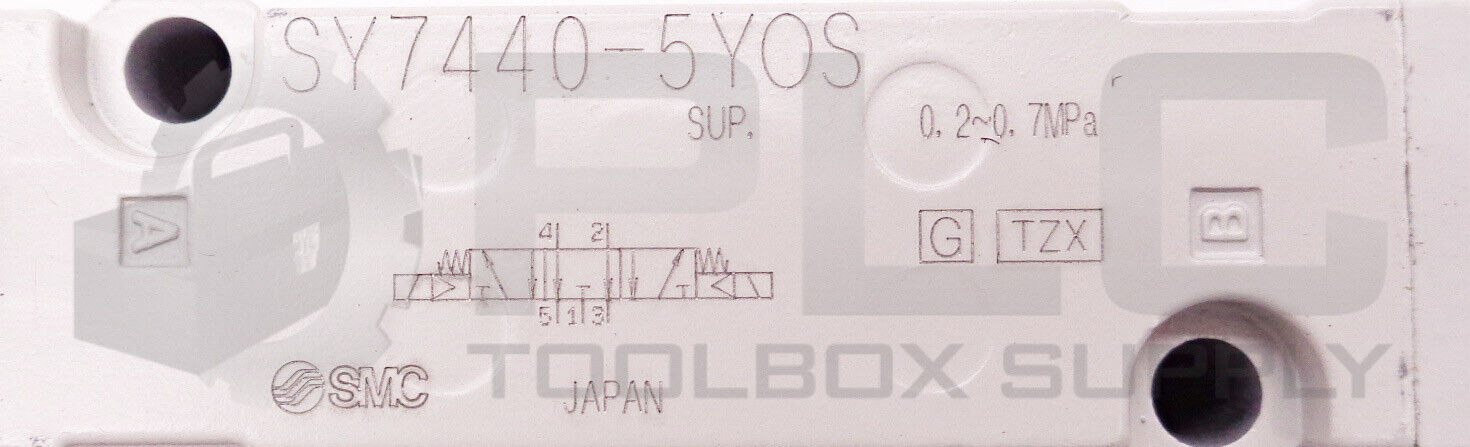 SY7440-5YOS
SUP. 0.2~0.7MPa
A
G TZX
B
4 2
5 1 3
SMC
JAPAN
PLC
TOOLBOX SUPPLY